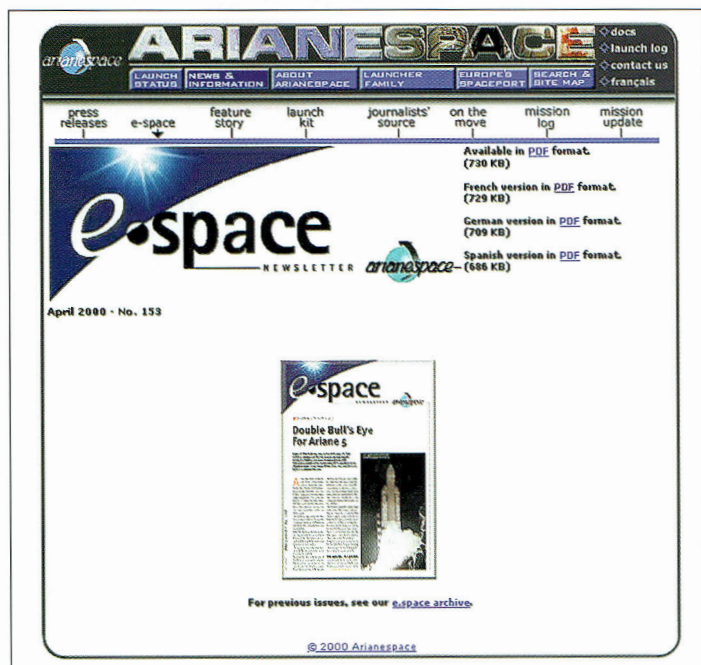 arianespace
ARIANESPACE
docs
launch log
contact us
français
LAUNCH STATUS
NEWS & INFORMATION
ABOUT ARIANESPACE
LAUNCHER FAMILY
EUROPE'S SPACEPORT
SEARCH & SITE MAP
press releases
e-space
feature story
launch kit
journalists' source
on the move
mission log
mission update
Available in PDF format.
(730 KB)
French version in PDF format.
(729 KB)
German version in PDF format.
(709 KB)
Spanish version in PDF format.
(686 KB)
e.space
NEWSLETTER
arianespace
April 2000 - No. 153
e.space
NEWSLETTER
arianespace
Double Bull's Eye
For Ariane 5
For previous issues, see our e.space archive.
© 2000 Arianespace